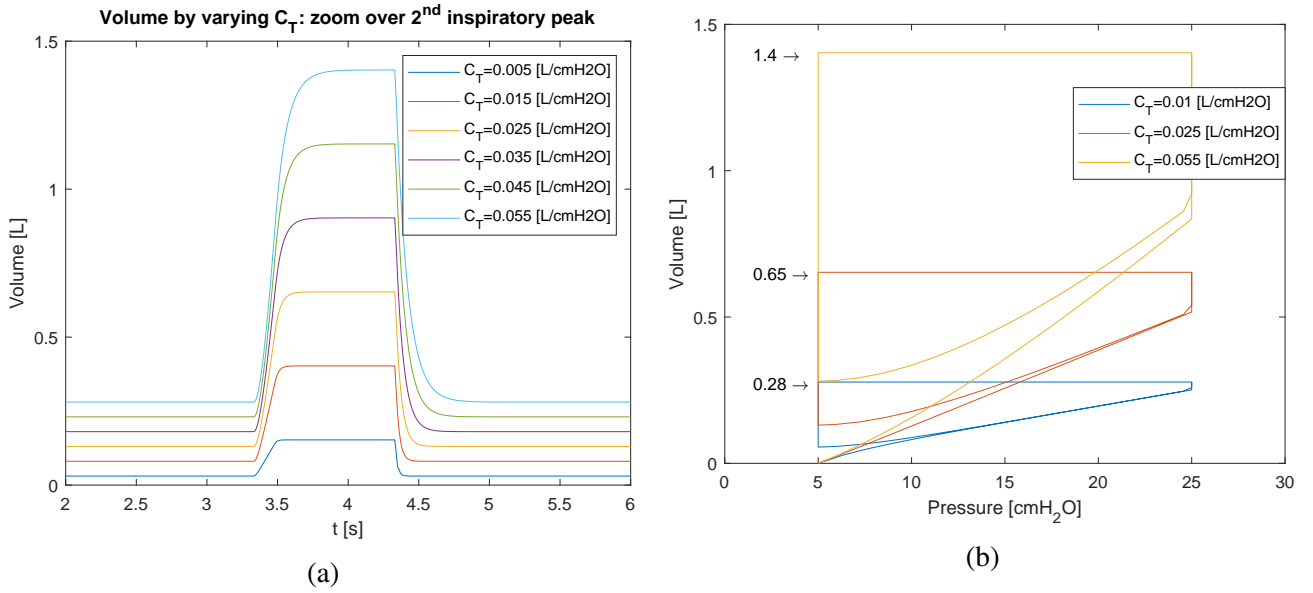 Volume by varying C_T: zoom over 2^nd inspiratory peak
1.5
1
0.5
0
Volume [L]
2
2.5
3
3.5
4
4.5
5
5.5
6
t [s]
C_T=0.005 [L/cmH2O]
C_T=0.015 [L/cmH2O]
C_T=0.025 [L/cmH2O]
C_T=0.035 [L/cmH2O]
C_T=0.045 [L/cmH2O]
C_T=0.055 [L/cmH2O]
(a)
1.5
1
0.5
0
Volume [L]
1.4 →
0.65 →
0.28 →
0
5
10
15
20
25
30
Pressure [cmH_2O]
C_T=0.01 [L/cmH2O]
C_T=0.025 [L/cmH2O]
C_T=0.055 [L/cmH2O]
(b)